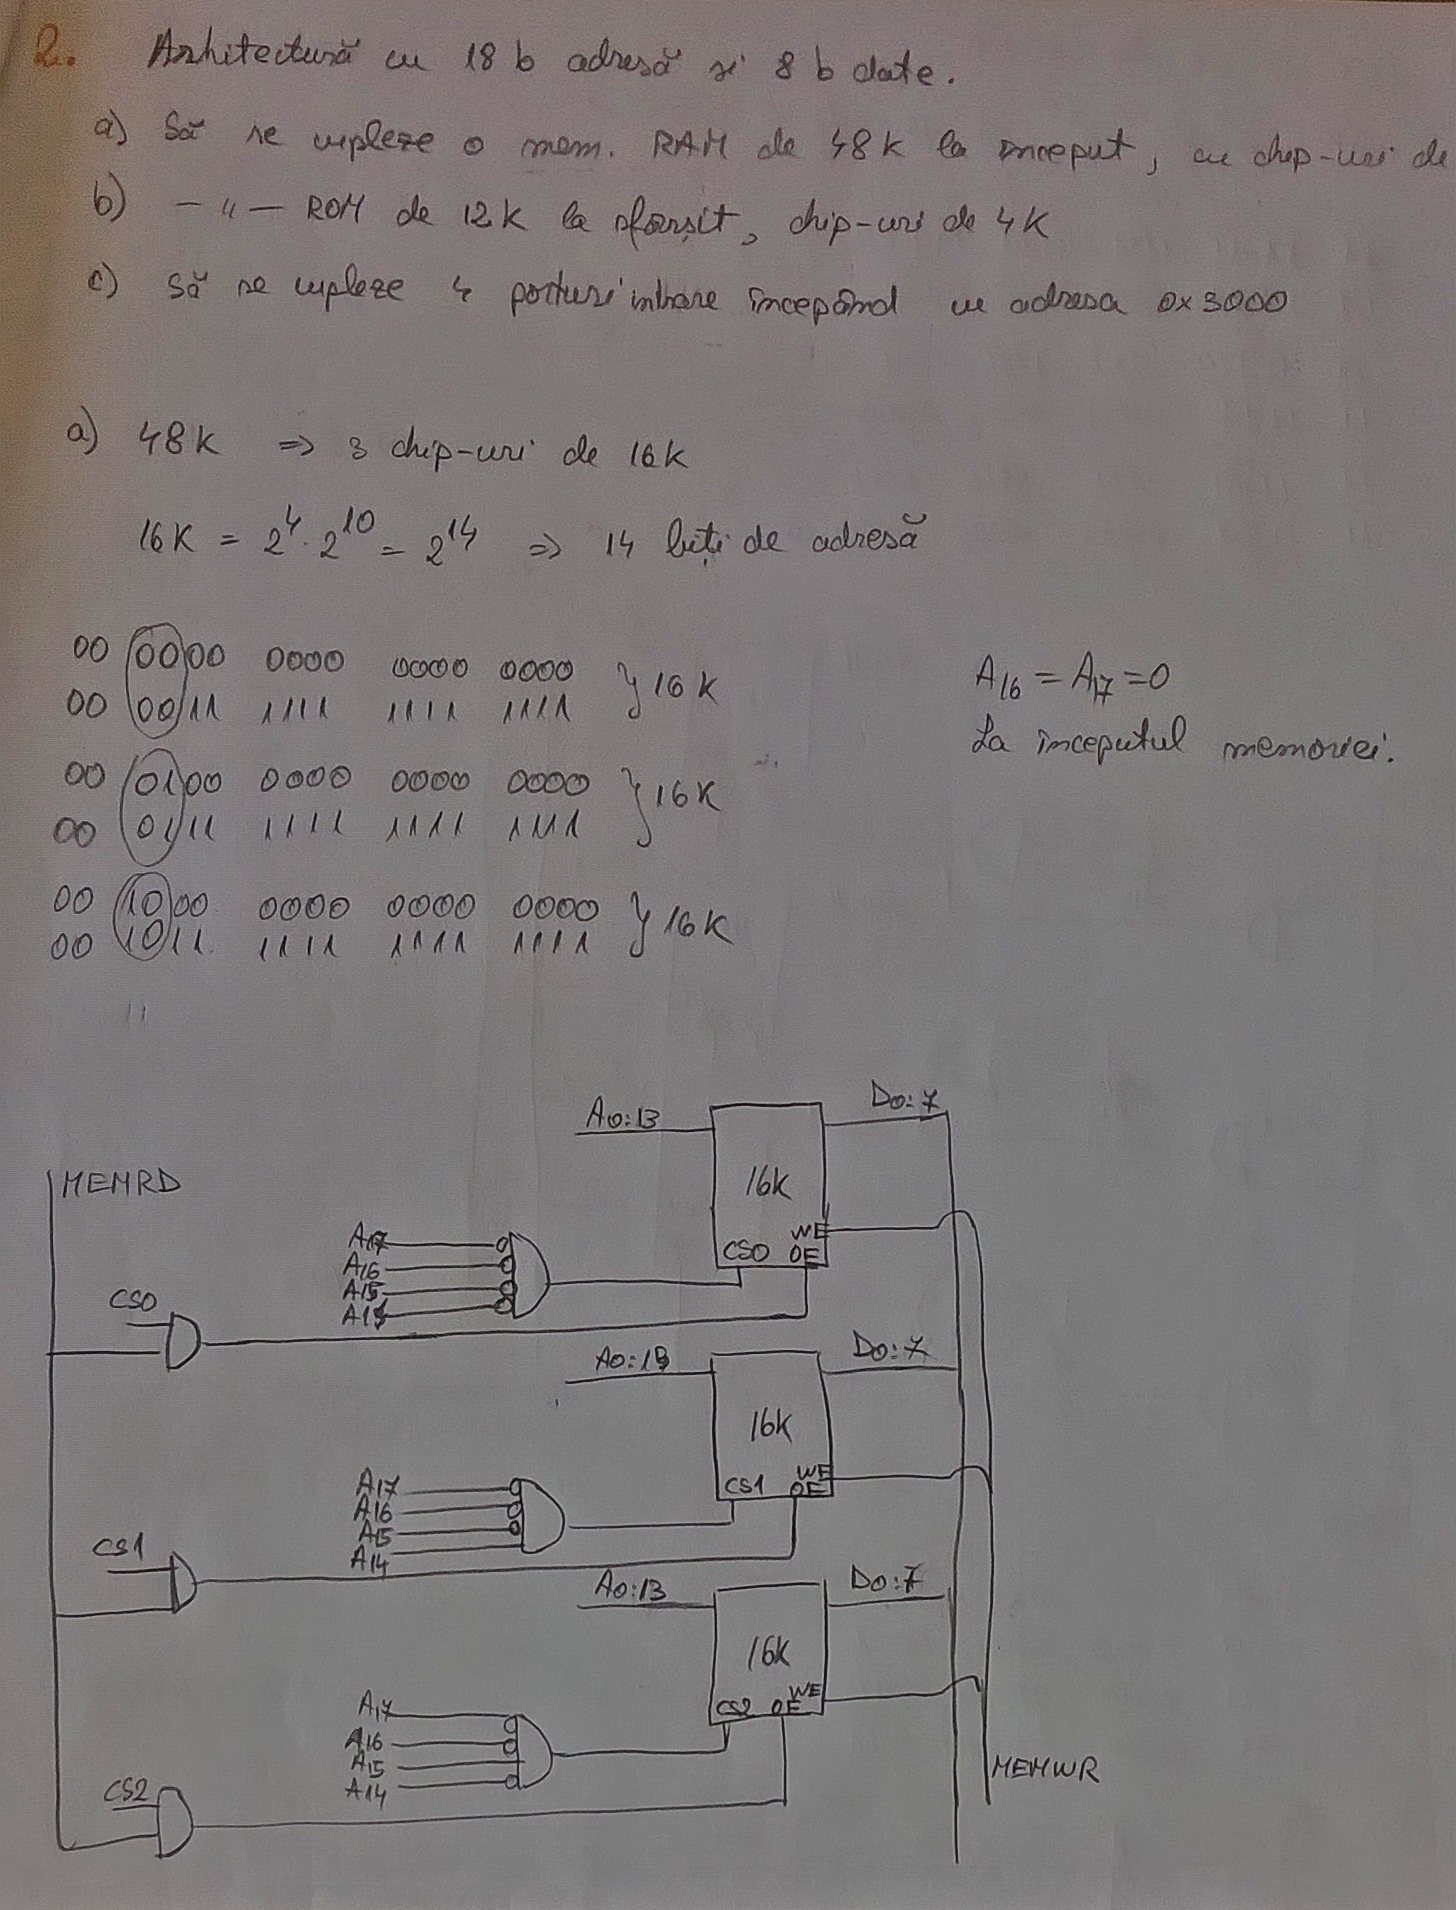 2. Arhitectură cu 18 b adresă si 8 b date.
a) Să se cupleze o mem. RAM de 48K la inceput, cu chip-uri de
b) —〃— ROM de 12K la sfârșit, chip-uri de 4K
c) Să se cupleze 4 porturi intrare începând cu adresa 0x3000
a) 48K => 3 chip-uri de 16K
16K = 2^4 · 2^10 = 2^14 => 14 biți de adresă
00 0000 0000 0000 0000
00 0011 1111 1111 1111 } 16K
A16 = A17 = 0
La începutul memoriei.
00 0100 0000 0000 0000
00 0111 1111 1111 1111 } 16K
00 1000 0000 0000 0000
00 1011 1111 1111 1111 } 16K
A0:13 D0:7
MEMRD
16K
WE
CS0 OE
A17
A16
A15
A14
CS0
A0:13 D0:7
16K
WE
CS1 OE
A17
A16
A15
A14
CS1
A0:13 D0:7
16K
WE
CS2 OE
A17
A16
A15
A14
CS2
MEMWR